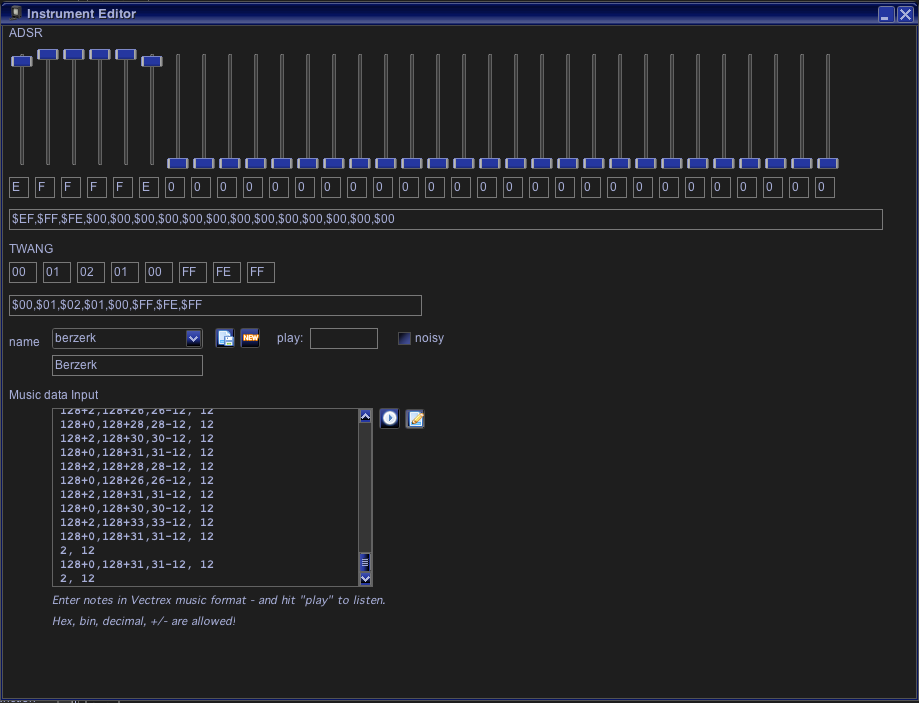 Instrument Editor
ADSR
E F F F F E 0 0 0 0 0 0 0 0 0 0 0 0 0 0 0 0 0 0 0 0 0 0 0 0 0 0
$EF,$FF,$FE,$00,$00,$00,$00,$00,$00,$00,$00,$00,$00,$00,$00,$00
TWANG
00 01 02 01 00 FF FE FF
$00,$01,$02,$01,$00,$FF,$FE,$FF
name berzerk NEW play: noisy
Berzerk
Music data Input
128+2,128+26,26-12, 12
128+0,128+28,28-12, 12
128+2,128+30,30-12, 12
128+0,128+31,31-12, 12
128+2,128+28,28-12, 12
128+0,128+26,26-12, 12
128+2,128+31,31-12, 12
128+0,128+30,30-12, 12
128+2,128+33,33-12, 12
128+0,128+31,31-12, 12
2, 12
128+0,128+31,31-12, 12
2, 12
Enter notes in Vectrex music format - and hit "play" to listen.
Hex, bin, decimal, +/- are allowed!